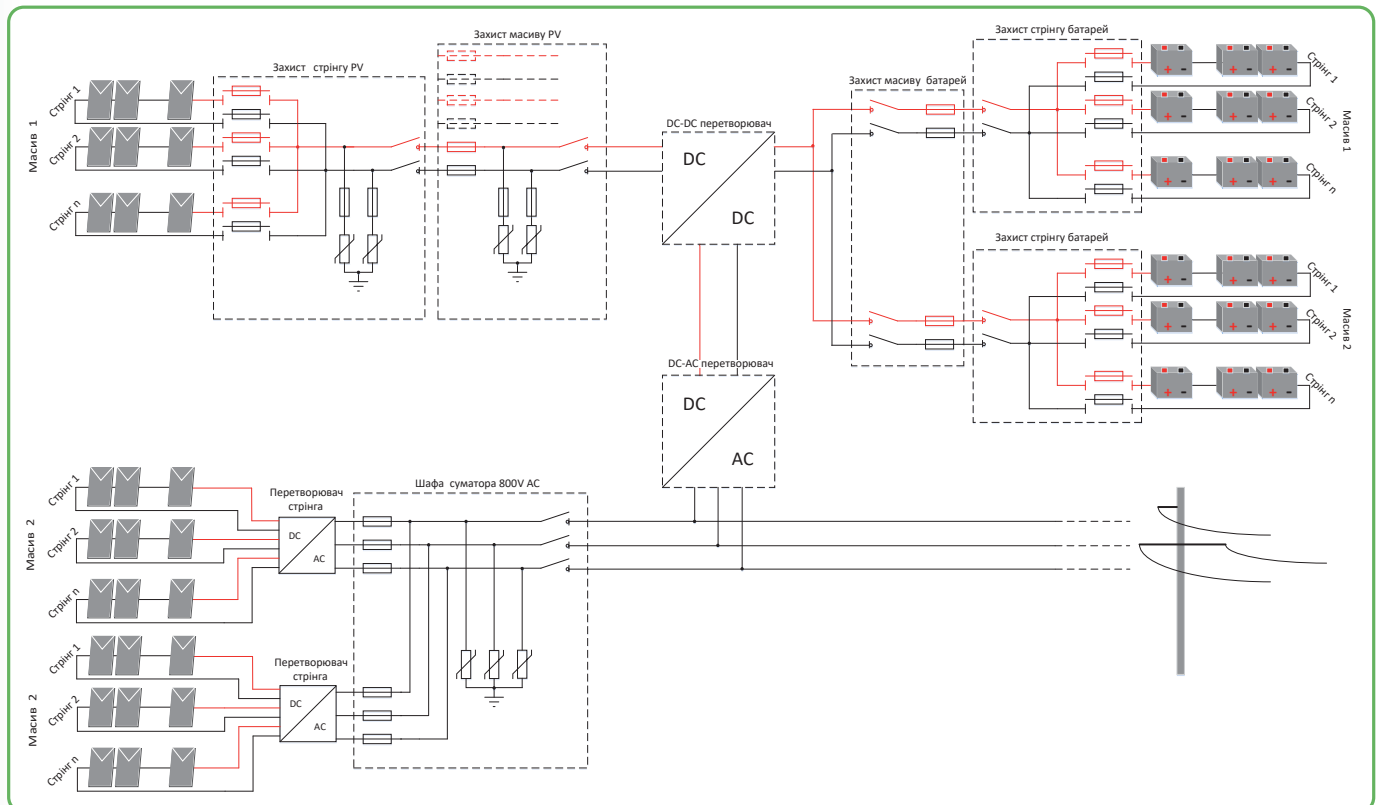 Захист масиву PV
Захист стрінгу PV
Масив 1
Стрінг 1
Стрінг 2
Стрінг n
DC-DC перетворювач
DC
DC
Захист масиву батарей
Захист стрінгу батарей
+ -
+ -
+ -
Стрінг 1
Стрінг 2
Стрінг n
Масив 1
Захист стрінгу батарей
+ -
+ -
+ -
Стрінг 1
Стрінг 2
Стрінг n
Масив 2
DC-AC перетворювач
DC
AC
Масив 2
Стрінг 1
Стрінг 2
Стрінг n
Перетворювач
стрінга
DC
AC
Шафа суматора 800V AC
Масив 2
Стрінг 1
Стрінг 2
Стрінг n
Перетворювач
стрінга
DC
AC